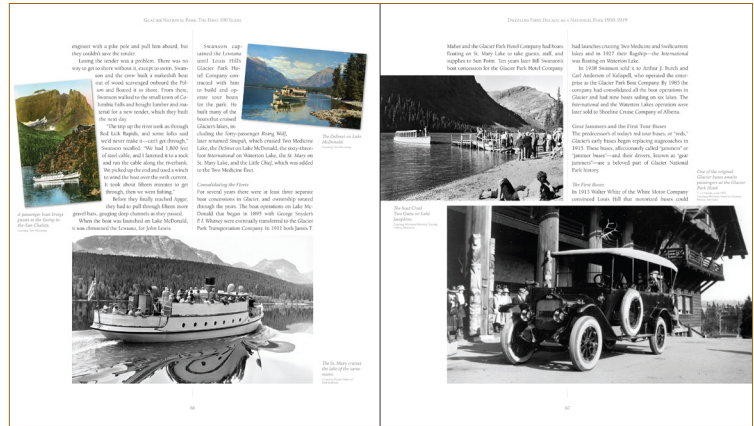 GLACIER NATIONAL PARK: THE FIRST 100 YEARS
engineer with a pike pole and pull him aboard, but
they couldn't save the tender.
Losing the tender was a problem. There was no
way to get to shore without it, except to swim. Swan-
son and the crew built a makeshift boat
out of wood scavenged onboard the
and floated it to shore. From there,
Swanson walked to the small town of Co-
lumbia Falls and bought lumber and ma-
terial for a new tender, which they built
the next day.
"The trip up the river took us through
Bad Rock Rapids, and some folks said
we'd never make it—can't get through,"
Swanson recalled. "We had 1,800 feet
of steel cable, and I fastened it to a rock
and ran the cable along the riverbank.
We picked up the end and used a winch
to wind the boat over the swift current.
It took about fifteen minutes to get
through, then we went fishing."
Before they finally reached Apgar,
they had to pull through fifteen more
gravel bars, gouging deep channels as they passed.
When the boat was launched on Lake McDonald,
it was christened the Lewtana, for John Lewis.
A passenger boat brings
guests to the dining to
the Sun Chalets.
Swanson cap-
tained the Lewtana
until Louis Hill's
Glacier Park Ho-
tel Company con-
tracted with him
to build and op-
erate tour boats
for the park. He
built many of the
boats that cruised
Glacier's lakes, in-
cluding the forty-passenger Rising Wolf,
later renamed Sinopah, which cruised Two Medicine
Lake, the DeSmet on Lake McDonald, the sixty-three-
foot International on Waterton Lake, the St. Mary on
St. Mary Lake, and the Little Chief, which was added
to the Two Medicine fleet.
The DeSmet on Lake
McDonald.
Consolidating the Fleets
For several years there were at least three separate
boat concessions on Glacier, and ownership rotated
through the years. The boat operations on Lake Mc-
Donald that began in 1895 with George Snyder's
F. I. Whitney were eventually transferred to the Glacier
Park Transportation Company. In 1911 both James T.
The St. Mary cruises
the lake of the same
name.
66
DECLINED FIRST DECADE AS A NATIONAL PARK 1910-1919
Maher and the Glacier Park Hotel Company had boats
floating on St. Mary Lake to take guests, staff, and
supplies to Sun Point. Ten years later Bill Swanson's
boat concession for the Glacier Park Hotel Company
The boat Chief
Two Guns on Lake
Josephine.
had launches cruising Two Medicine and Swiftcurrent
lakes and in 1927 their flagship—the International
was floating on Waterton Lake.
In 1938 Swanson sold it to Arthur J. Burch and
Carl Anderson of Kalispell, who operated the enter-
prise as the Glacier Park Boat Company. By 1985 the
company had consolidated all the boat operations in
Glacier and had nine boats sailing on six lakes. The
International and the Waterton Lakes operation were
later sold to Shoreline Cruise Company of Alberta.
Gear Jammers and the First Tour Buses
The predecessors of today's red tour buses, or "reds,"
Glacier's early buses began replacing stagecoaches in
1915. These buses, affectionately called "jammers" or
"jammer buses"—and their drivers, known as "gear
jammers"—are a beloved part of Glacier National
Park history.
The First Buses
In 1911 Walter White of the White Motor Company
convinced Louis Hill that motorized buses could
One of the original
Glacier buses awaits
passengers at the Glacier
Park Hotel.
67